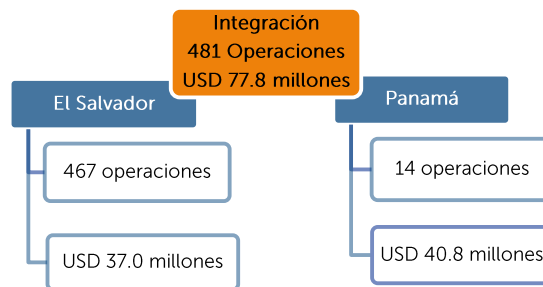 Integración
481 Operaciones
USD 77.8 millones
El Salvador
467 operaciones
USD 37.0 millones
Panamá
14 operaciones
USD 40.8 millones